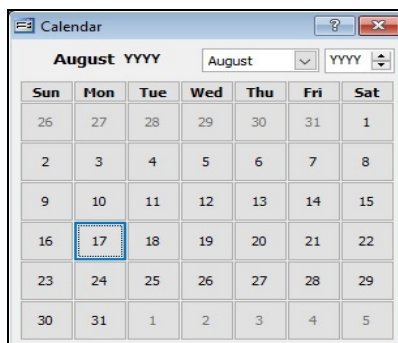 Calendar
August YYYY August YYYY
Sun Mon Tue Wed Thu Fri Sat
26 27 28 29 30 31 1
2 3 4 5 6 7 8
9 10 11 12 13 14 15
16 17 18 19 20 21 22
23 24 25 26 27 28 29
30 31 1 2 3 4 5